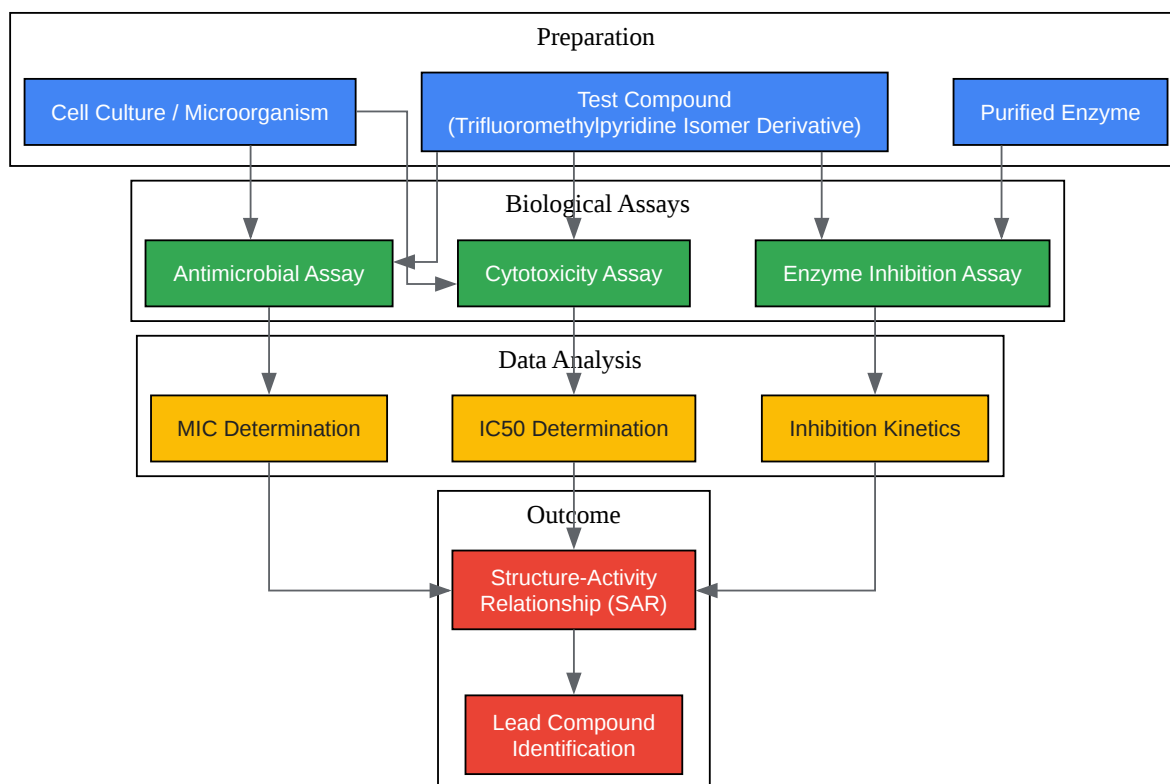 Preparation
Cell Culture / Microorganism
Test Compound
(Trifluoromethylpyridine Isomer Derivative)
Purified Enzyme
Biological Assays
Antimicrobial Assay
Cytotoxicity Assay
Enzyme Inhibition Assay
Data Analysis
MIC Determination
IC50 Determination
Inhibition Kinetics
Outcome
Structure-Activity
Relationship (SAR)
Lead Compound
Identification